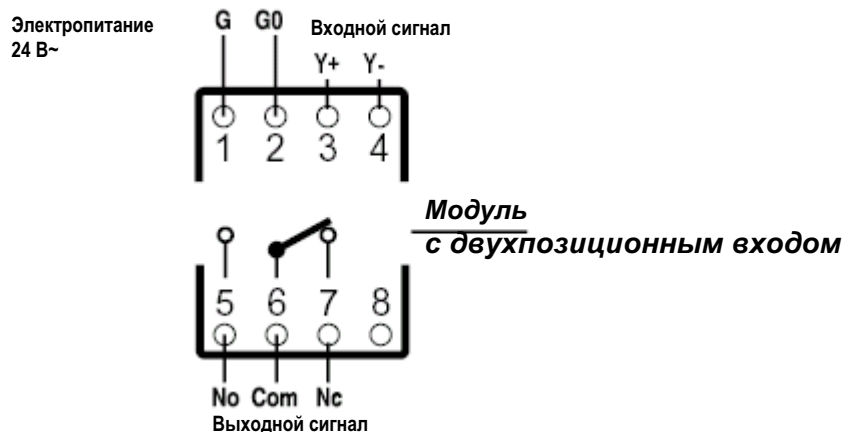 Электропитание
24 В~
G G0
Входной сигнал
Y+ Y-
1 2 3 4
Модуль
с двухпозиционным входом
5 6 7 8
No Com Nc
Выходной сигнал